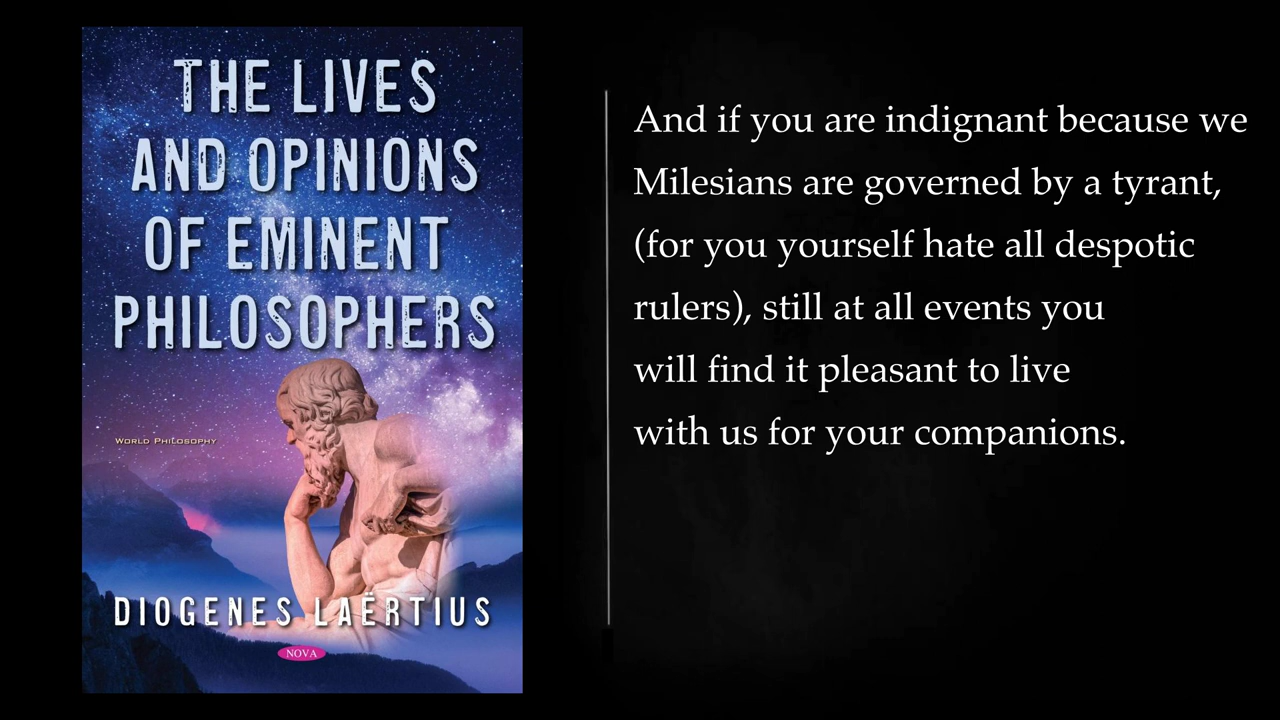 THE LIVES
AND OPINIONS
OF EMINENT
PHILOSOPHERS
WORLD PHILOSOPHY
DIOGENES LAËRTIUS
NOVA
And if you are indignant because we
Milesians are governed by a tyrant,
(for you yourself hate all despotic
rulers), still at all events you
will find it pleasant to live
with us for your companions.